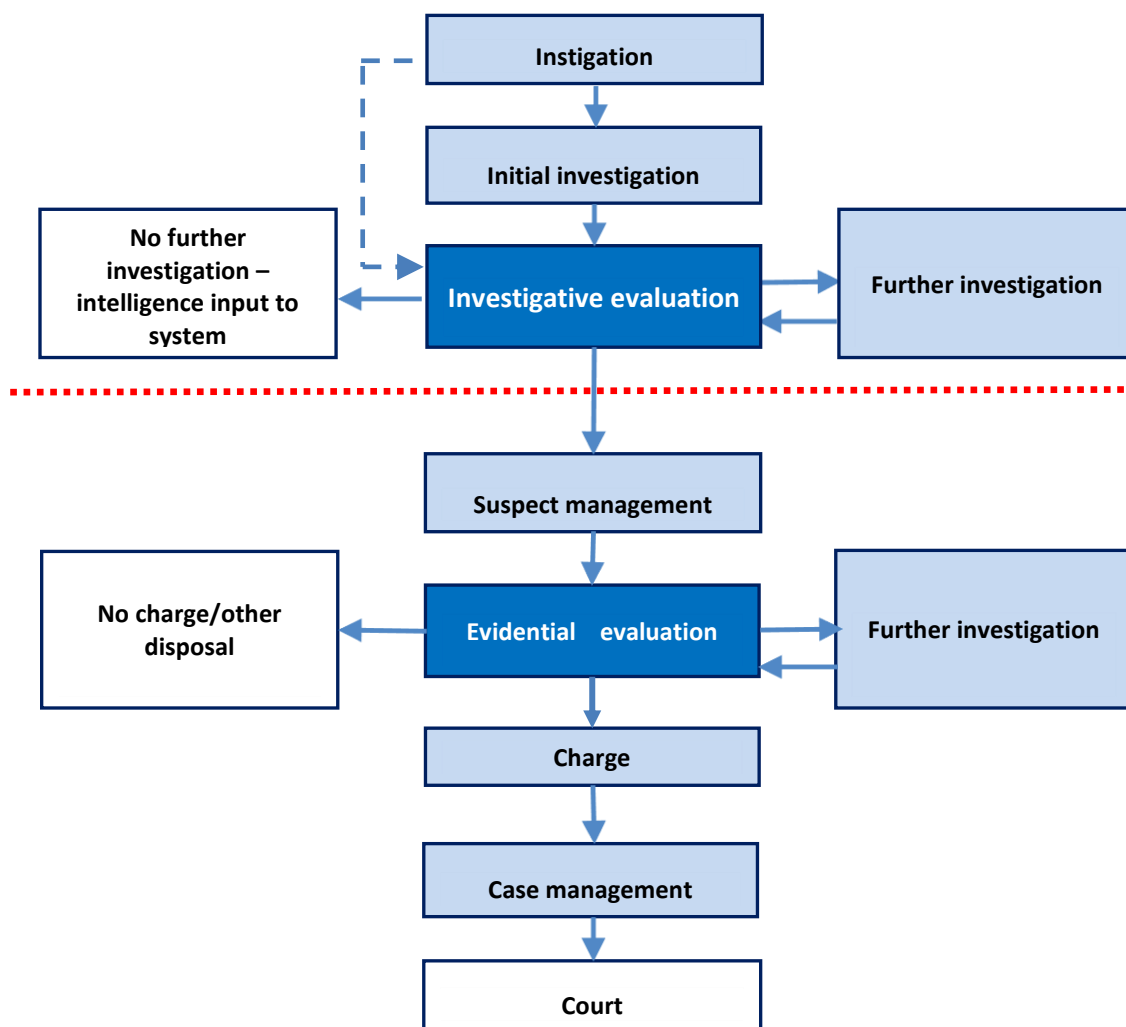 Instigation
Initial investigation
No further
investigation –
intelligence input to
system
Investigative evaluation
Further investigation
Suspect management
No charge/other
disposal
Evidential evaluation
Further investigation
Charge
Case management
Court